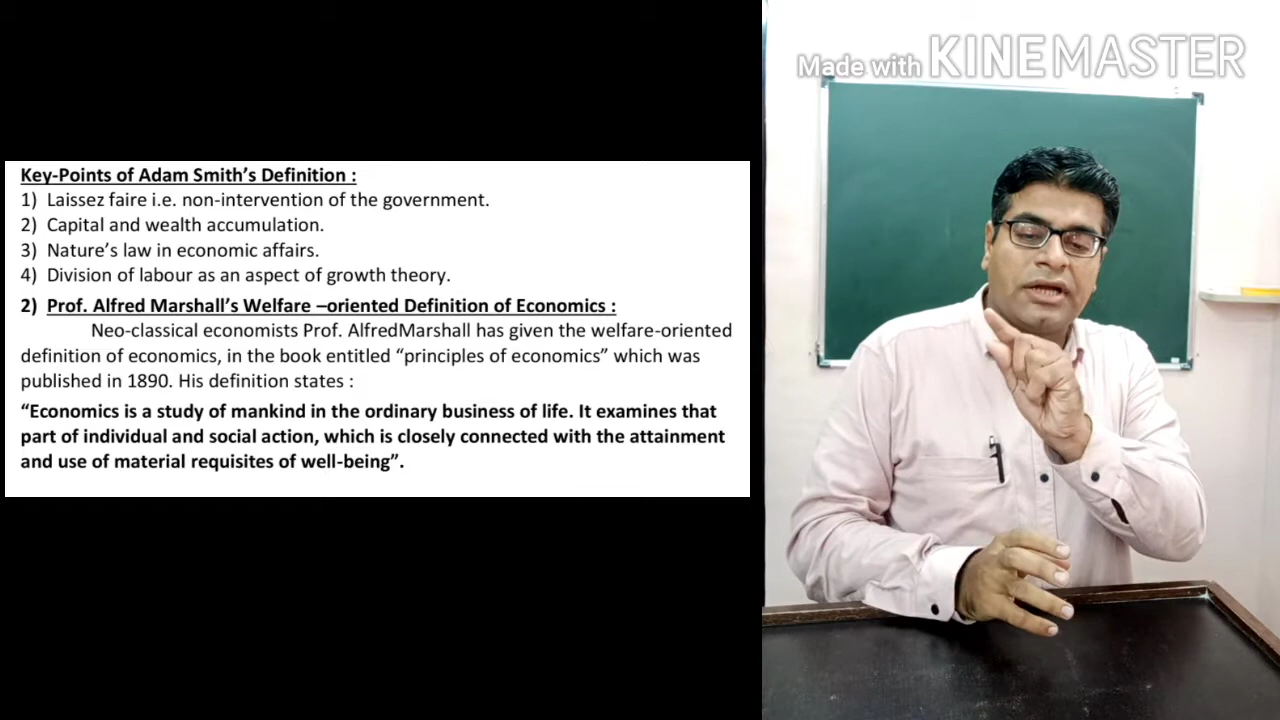 Made with KINEMASTER
Key-Points of Adam Smith’s Definition :
1) Laissez faire i.e. non-intervention of the government.
2) Capital and wealth accumulation.
3) Nature’s law in economic affairs.
4) Division of labour as an aspect of growth theory.
2) Prof. Alfred Marshall’s Welfare –oriented Definition of Economics :
Neo-classical economists Prof. AlfredMarshall has given the welfare-oriented
definition of economics, in the book entitled “principles of economics” which was
published in 1890. His definition states :
“Economics is a study of mankind in the ordinary business of life. It examines that
part of individual and social action, which is closely connected with the attainment
and use of material requisites of well-being”.